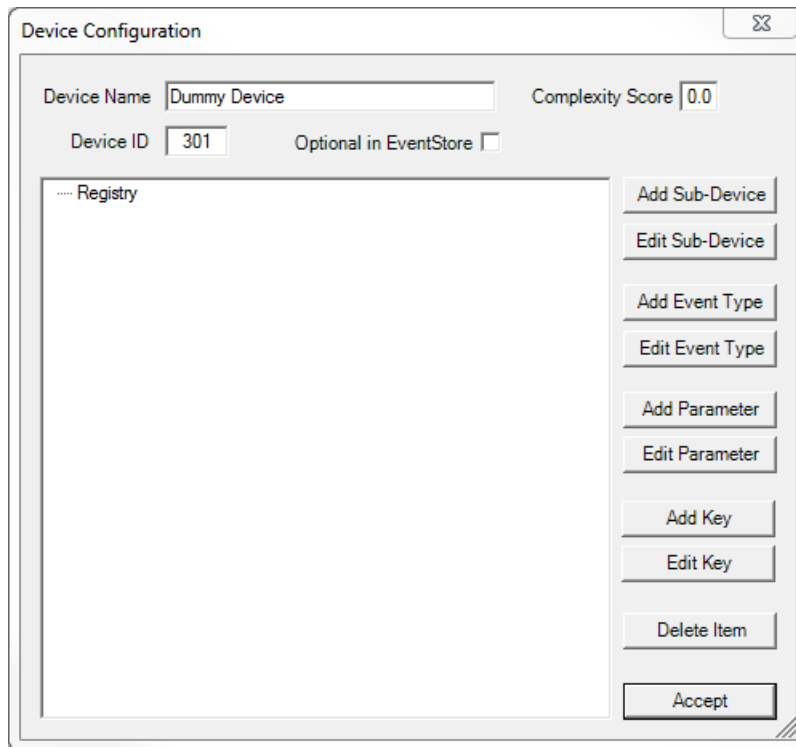 Device Configuration
Device Name Dummy Device Complexity Score 0.0
Device ID 301 Optional in EventStore
Registry
Add Sub-Device
Edit Sub-Device
Add Event Type
Edit Event Type
Add Parameter
Edit Parameter
Add Key
Edit Key
Delete Item
Accept